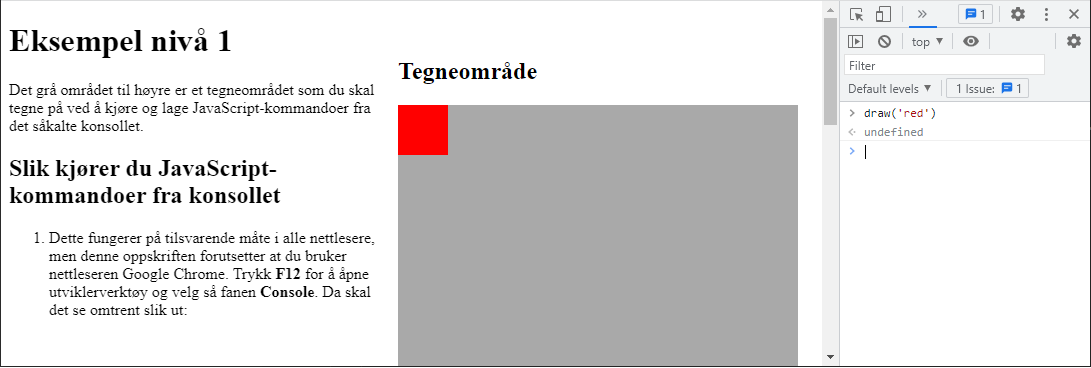 Eksempel nivå 1
Det grå området til høyre er et tegneområdet som du skal
tegne på ved å kjøre og lage JavaScript-kommandoer fra
det såkalte konsollet.
Slik kjører du JavaScript-
kommandoer fra konsollet
1. Dette fungerer på tilsvarende måte i alle nettlesere,
men denne oppskriften forutsetter at du bruker
nettleseren Google Chrome. Trykk F12 for å åpne
utviklerverktøy og velg så fanen Console. Da skal
det se omtrent slik ut:
Tegneområde
1
top
Filter
Default levels
1 Issue: 1
draw('red')
undefined